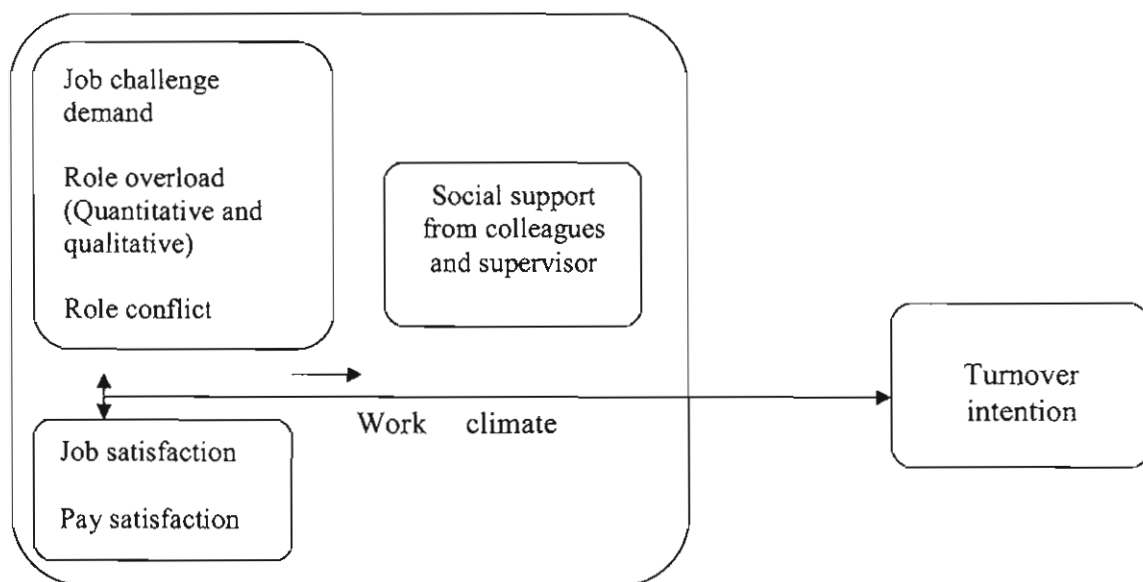 Job challenge
demand
Role overload
(Quantitative and
qualitative)
Role conflict
Social support
from colleagues
and supervisor
Turnover
intention
Work climate
Job satisfaction
Pay satisfaction